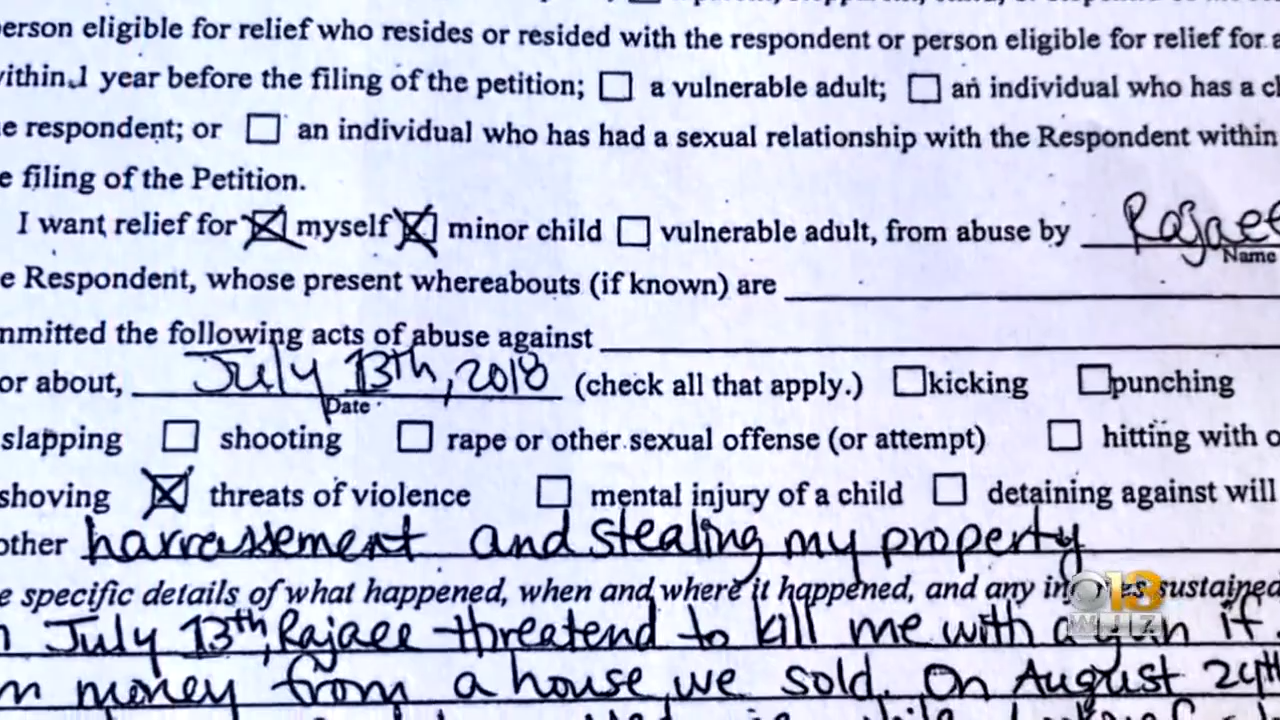 erson eligible for relief who resides or resided with the respondent or person eligible for relief for a
within 1 year before the filing of the petition; a vulnerable adult; an individual who has a
e respondent; or an individual who has had a sexual relationship with the Respondent within
e filing of the Petition.
I want relief for myself minor child vulnerable adult, from abuse by Rajaee
Name
e Respondent, whose present whereabouts (if known) are
mmitted the following acts of abuse against
or about, July 13th, 2018 (check all that apply.) kicking punching
Date
slapping shooting rape or other sexual offense (or attempt) hitting with o
shoving threats of violence mental injury of a child detaining against will
other harrassement and stealing my property
e specific details of what happened, when and where it happened, and any injuries sustained
13
WJZ
n July 13th, Rajaee threatend to kill me with a gun if
m money from a house we sold. On August 24th